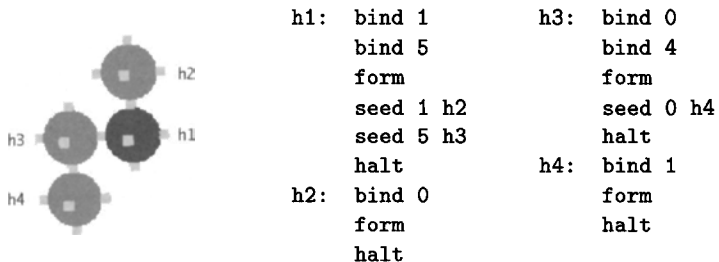 h2
h3
h1
h4
h1: bind 1
bind 5
form
seed 1 h2
seed 5 h3
halt
h2: bind 0
form
halt
h3: bind 0
bind 4
form
seed 0 h4
halt
h4: bind 1
form
halt